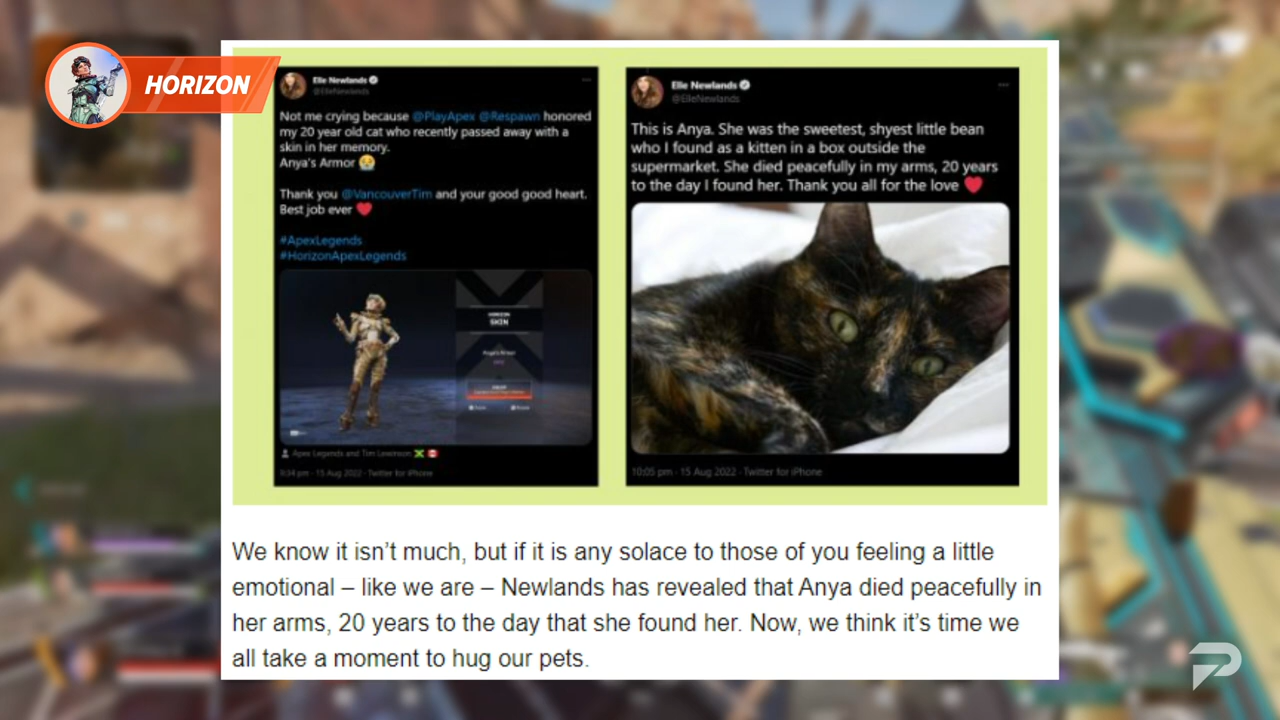 HORIZON
Elle Newlands
@ElleNewlands
Not me crying because @PlayApex @Respawn honored
my 20 year old cat who recently passed away with a
skin in her memory.
Anya's Armor 😭
Thank you @VancouverTim and your good good heart.
Best job ever ❤️
#ApexLegends
#HorizonApexLegends
HORIZON
SKIN
Anya's Armor
Apex Legends and Tim Lewinson
9:34 pm · 15 Aug 2022 · Twitter for iPhone
Elle Newlands
@ElleNewlands
This is Anya. She was the sweetest, shyest little bean
who I found as a kitten in a box outside the
supermarket. She died peacefully in my arms, 20 years
to the day I found her. Thank you all for the love ❤️
10:05 pm · 15 Aug 2022 · Twitter for iPhone
We know it isn’t much, but if it is any solace to those of you feeling a little
emotional – like we are – Newlands has revealed that Anya died peacefully in
her arms, 20 years to the day that she found her. Now, we think it’s time we
all take a moment to hug our pets.